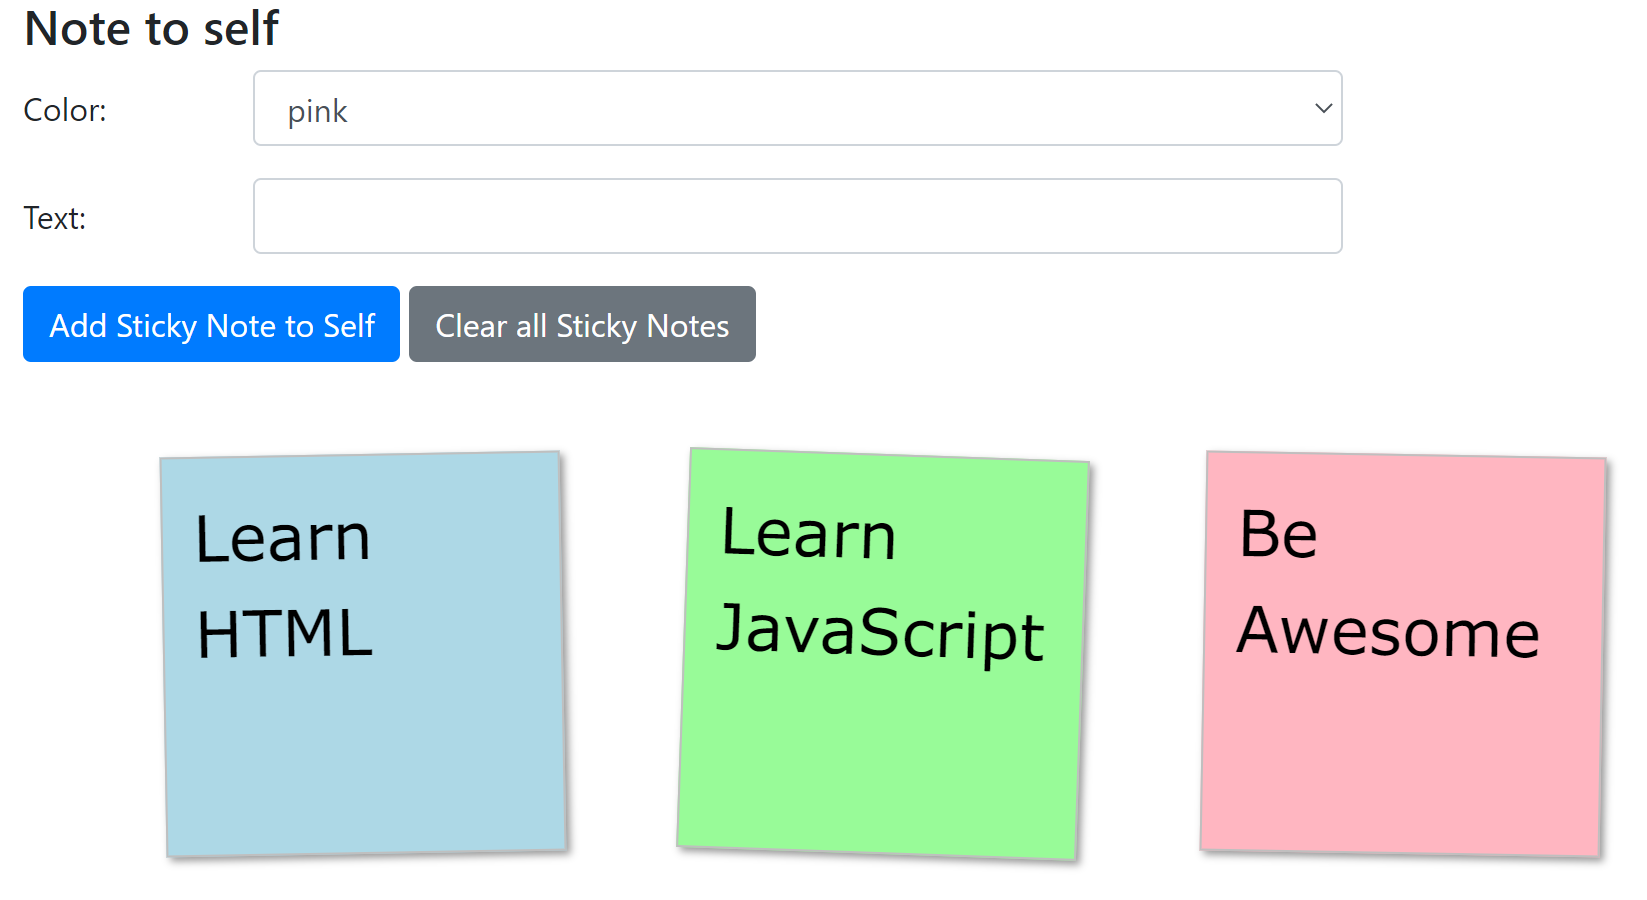 Note to self
Color:
pink
Text:
Add Sticky Note to Self
Clear all Sticky Notes
Learn
HTML
Learn
JavaScript
Be
Awesome